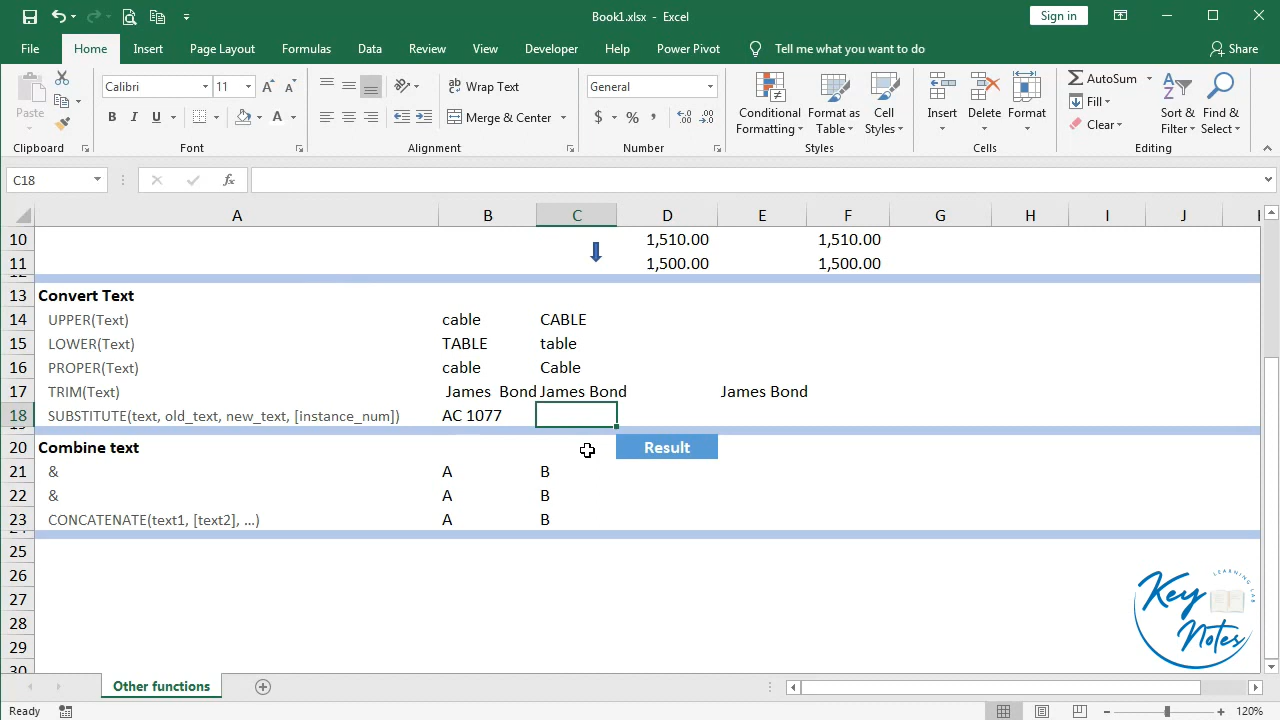 Book1.xlsx - Excel
Sign in
File Home Insert Page Layout Formulas Data Review View Developer Help Power Pivot Tell me what you want to do Share
Paste
Clipboard
Calibri 11
B I U A
Font
Wrap Text
Merge & Center
Alignment
General
$ % ,
Number
Conditional Formatting
Format as Table
Cell Styles
Styles
Insert
Delete
Format
Cells
AutoSum
Fill
Clear
Sort & Filter
Find & Select
Editing
C18 fx
A B C D E F G H I J
10 1,510.00 1,510.00
11 1,500.00 1,500.00
12
13 Convert Text
14 UPPER(Text) cable CABLE
15 LOWER(Text) TABLE table
16 PROPER(Text) cable Cable
17 TRIM(Text) James  Bond James Bond James Bond
18 SUBSTITUTE(text, old_text, new_text, [instance_num]) AC 1077
19
20 Combine text Result
21 & A B
22 & A B
23 CONCATENATE(text1, [text2], ...) A B
24
25
26
27
28
29
30
LEARNING LAB
Key Notes
Other functions
Ready 120%